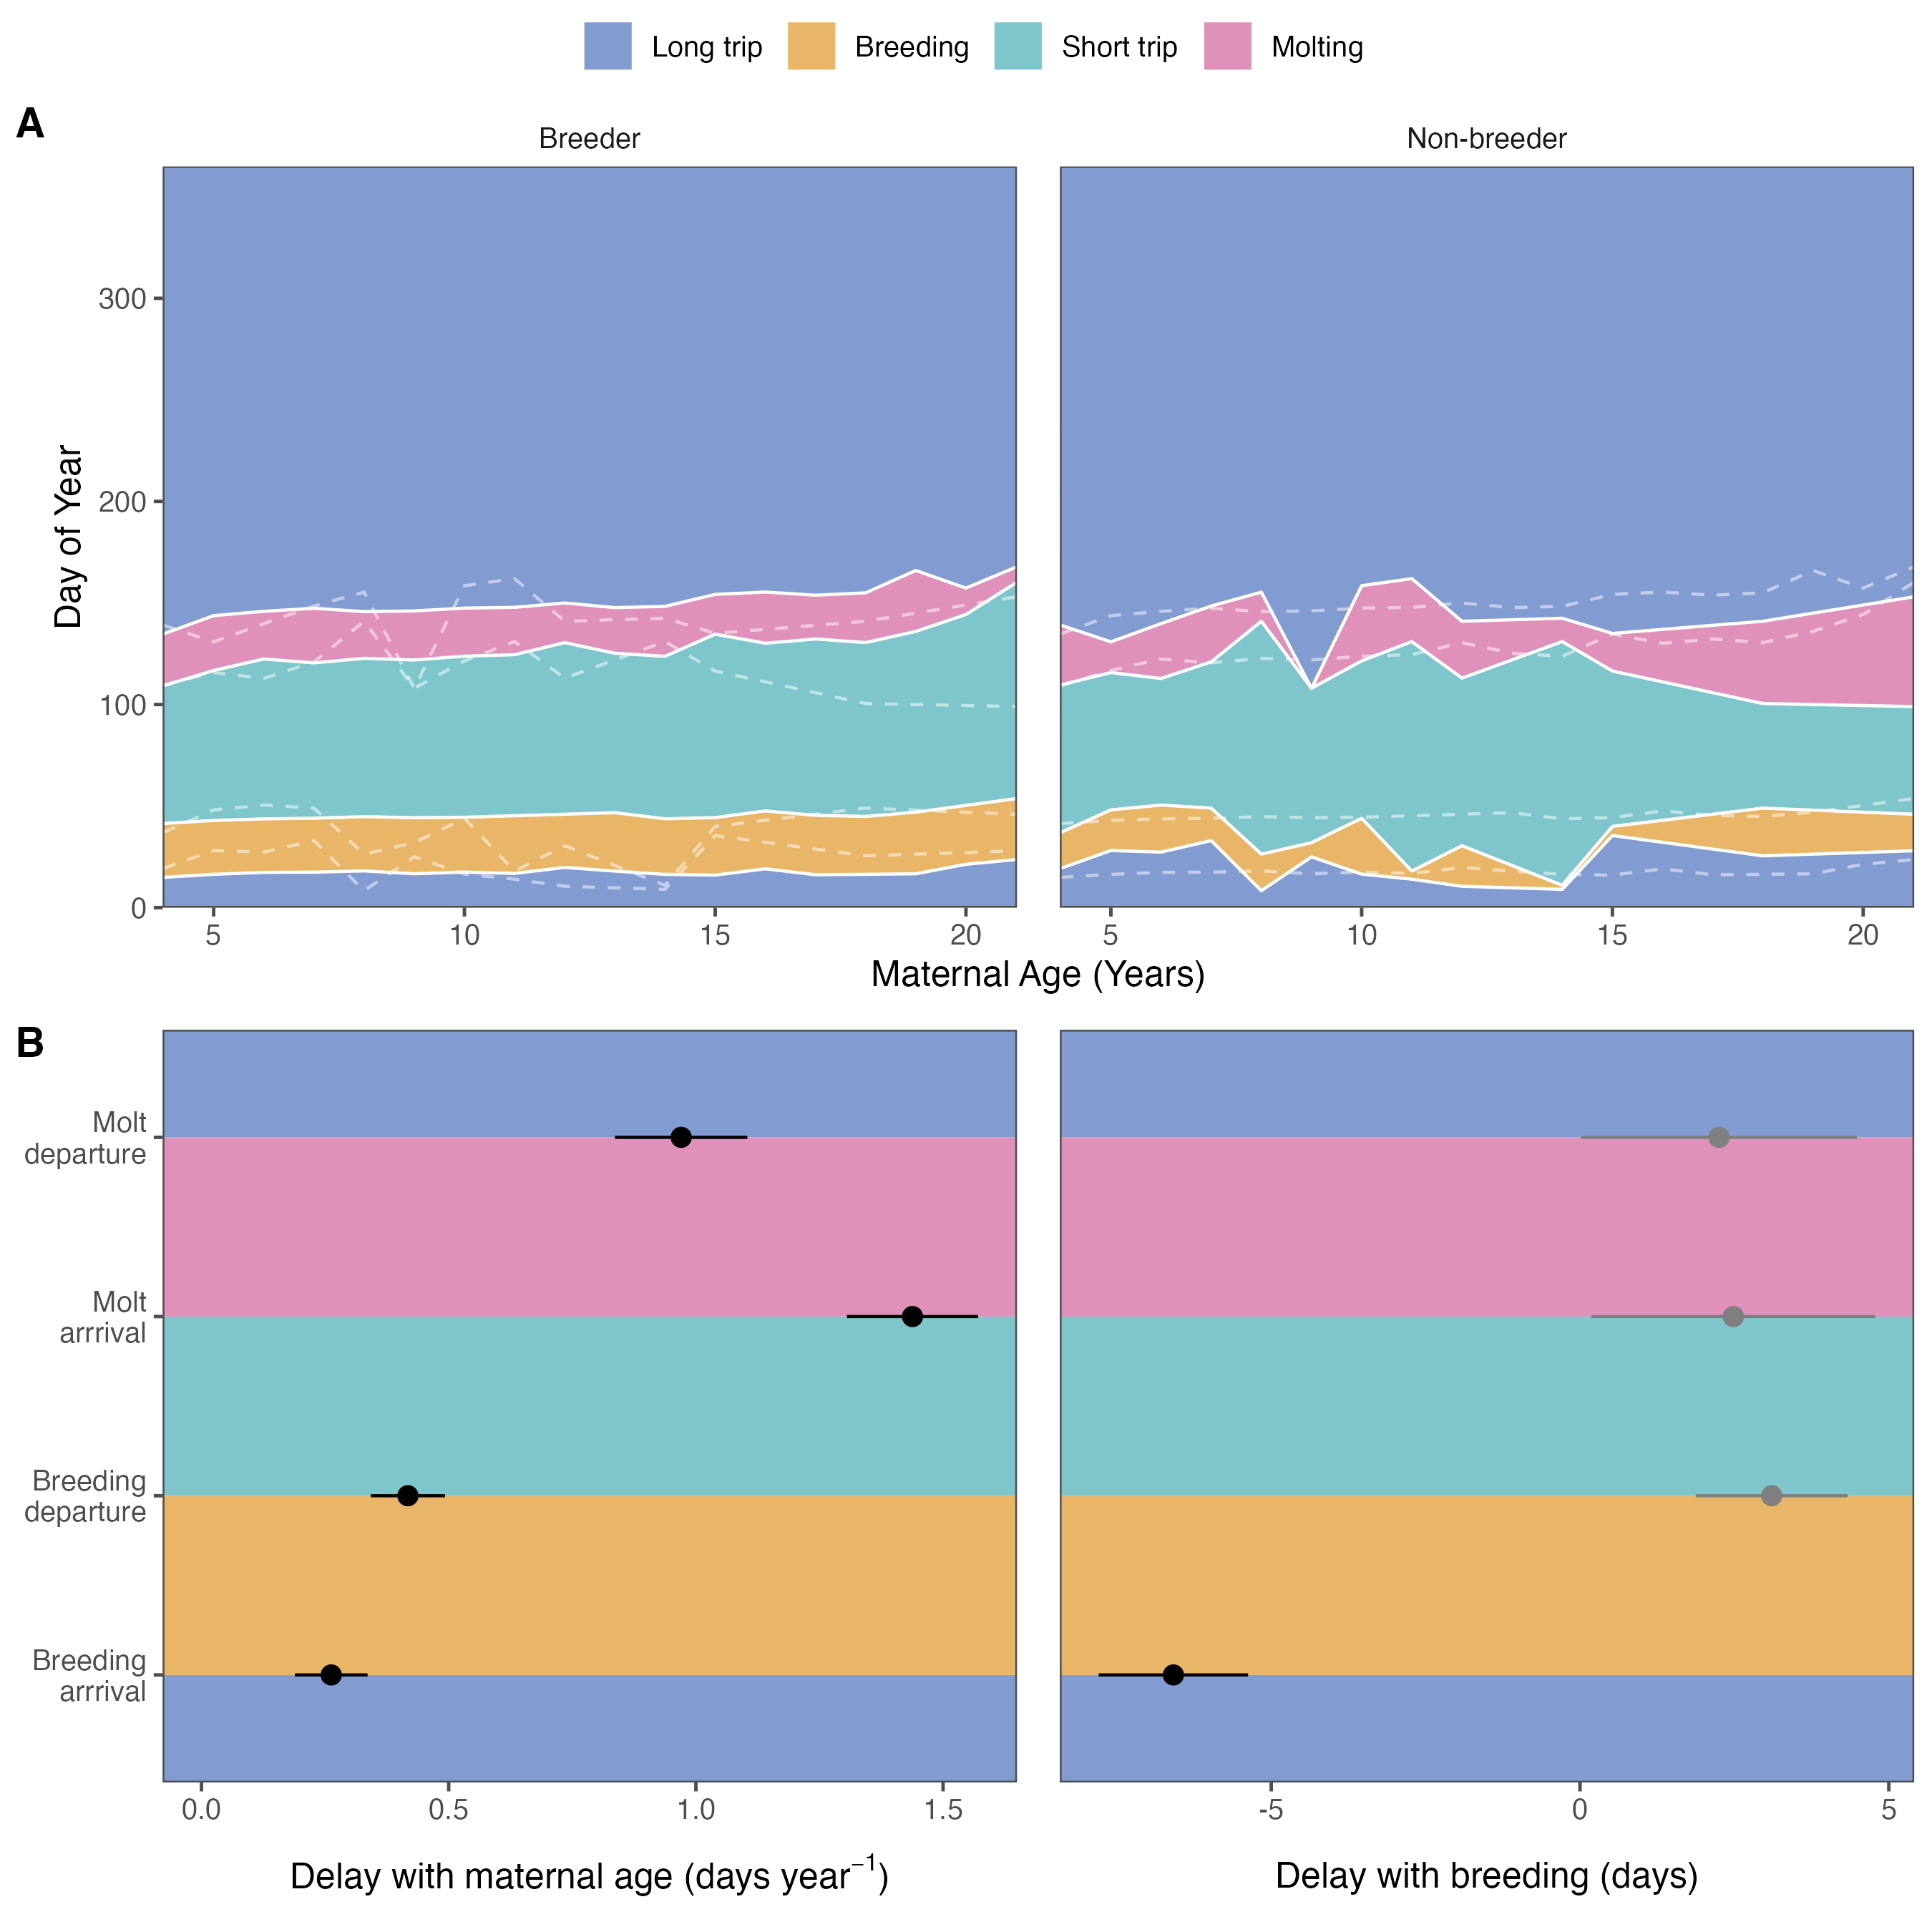 Long trip Breeding Short trip Molting
A
Breeder Non-breeder
Day of Year
300
200
100
0
5 10 15 20 5 10 15 20
Maternal Age (Years)
B
Molt
departure
Molt
arrrival
Breeding
departure
Breeding
arrrival
0.0 0.5 1.0 1.5 -5 0 5
Delay with maternal age (days year⁻¹) Delay with breeding (days)